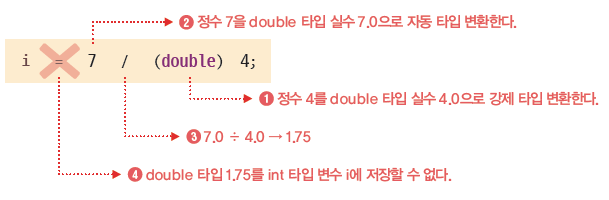 ❷ 정수 7을 double 타입 실수 7.0으로 자동 타입 변환한다.
i = 7 / (double) 4;
❶ 정수 4를 double 타입 실수 4.0으로 강제 타입 변환한다.
❸ 7.0 ÷ 4.0 → 1.75
❹ double 타입 1.75를 int 타입 변수 i에 저장할 수 없다.